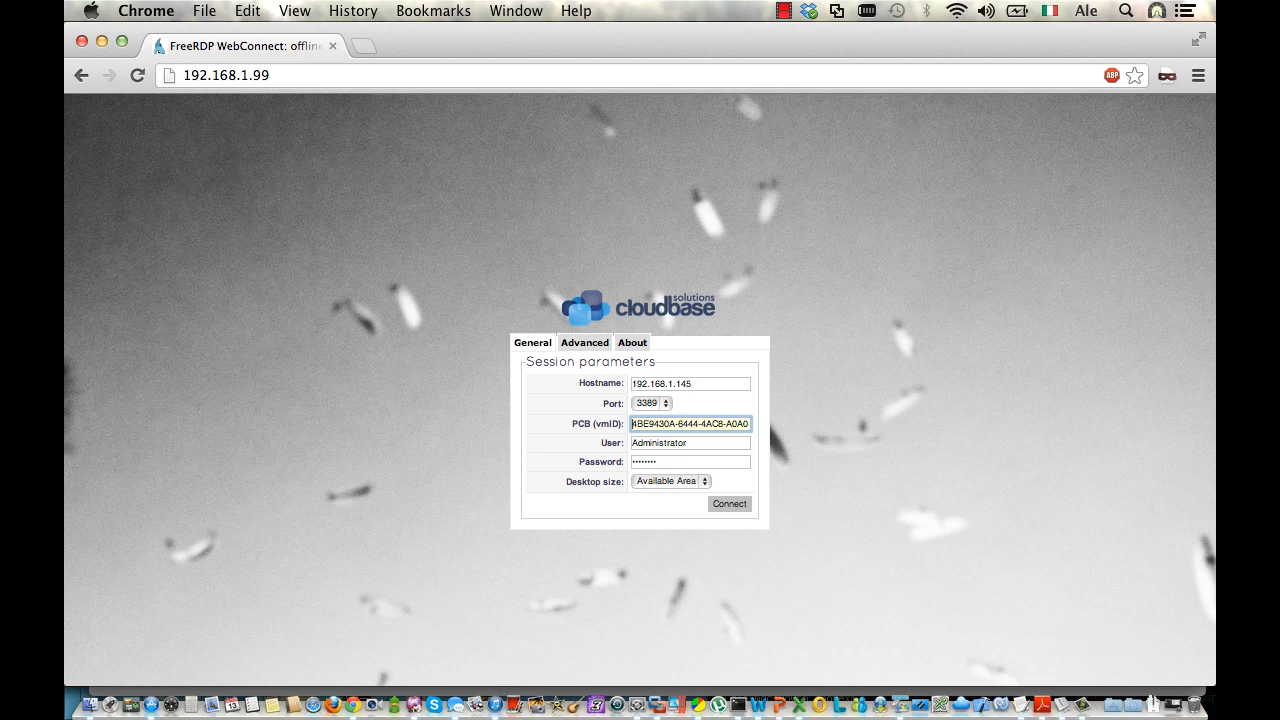 Chrome File Edit View History Bookmarks Window Help Ale
FreeRDP WebConnect: offline
192.168.1.99 ABP
cloudbase solutions
General Advanced About
Session parameters
Hostname: 192.168.1.145
Port: 3389
PCB (vmID): 4BE9430A-6444-4AC8-A0A0
User: Administrator
Password: ••••••••
Desktop size: Available Area
Connect